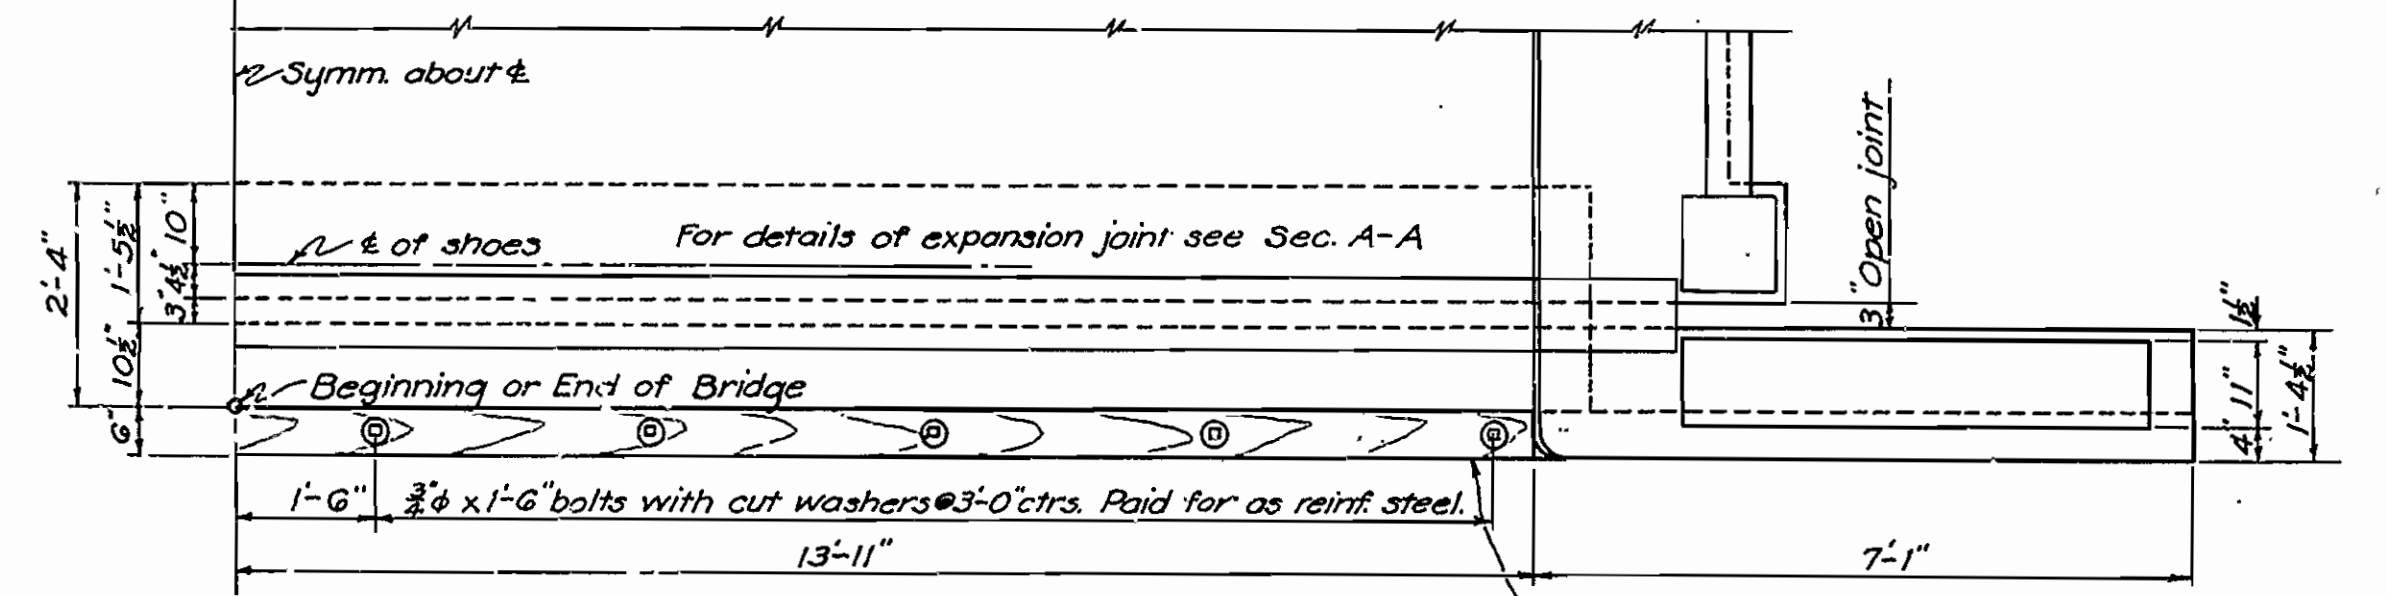 Symm. about ℄
3" Open joint
2'-4"
1'-5½"
10"
4½"
3"
10½"
6"
℄ of shoes
For details of expansion joint see Sec. A-A
Beginning or End of Bridge
1½"
11"
4"
1'-4½"
1'-6"
¾"ϕ x 1'-6" bolts with cut washers @ 3'-0" ctrs. Paid for as reinf. steel.
13'-11"
7'-1"